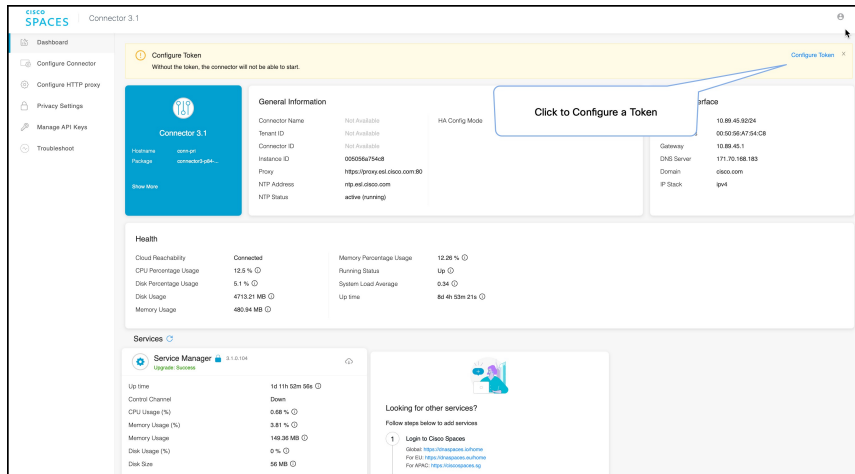 CISCO
SPACES
Connector 3.1
Dashboard
Configure Connector
Configure HTTP proxy
Privacy Settings
Manage API Keys
Troubleshoot
Configure Token
Without the token, the connector will not be able to start.
Configure Token
Click to Configure a Token
Connector 3.1
Hostname conn-pri
Package connector3-p84-...
Show More
General Information
Connector Name Not Available
Tenant ID Not Available
Connector ID Not Available
Instance ID 005056a754c8
Proxy https://proxy.esl.cisco.com:80
NTP Address ntp.esl.cisco.com
NTP Status active (running)
HA Config Mode
erface
10.89.45.92/24
00:50:56:A7:54:C8
Gateway 10.89.45.1
DNS Server 171.70.168.183
Domain cisco.com
IP Stack ipv4
Health
Cloud Reachability Connected
CPU Percentage Usage 12.5 %
Disk Percentage Usage 5.1 %
Disk Usage 4713.21 MB
Memory Usage 480.94 MB
Memory Percentage Usage 12.26 %
Running Status Up
System Load Average 0.34
Up time 8d 4h 53m 21s
Services
Service Manager 3.1.0.104
Upgrade: Success
Up time 1d 11h 52m 56s
Control Channel Down
CPU Usage (%) 0.68 %
Memory Usage (%) 3.81 %
Memory Usage 149.36 MB
Disk Usage (%) 0 %
Disk Size 56 MB
Looking for other services?
Follow steps below to add services
1 Login to Cisco Spaces
Global: https://dnaspaces.io/home
For EU: https://dnaspaces.eu/home
For APAC: https://ciscospaces.sg